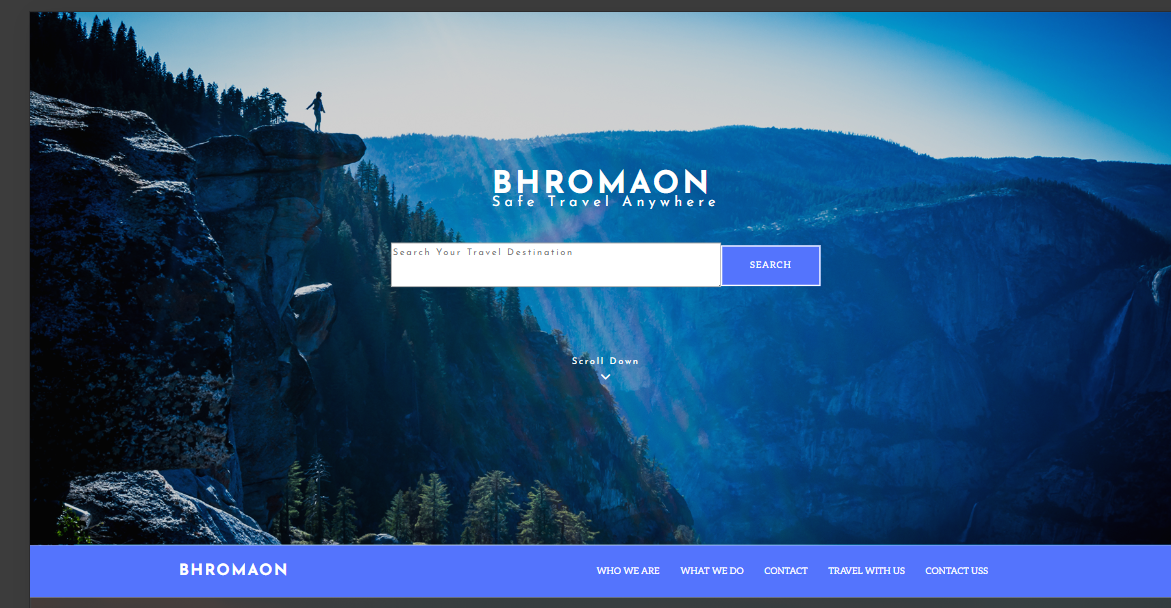 BHROMAON
Safe Travel Anywhere
Search Your Travel Destination
SEARCH
Scroll Down
BHROMAON
WHO WE ARE
WHAT WE DO
CONTACT
TRAVEL WITH US
CONTACT USS